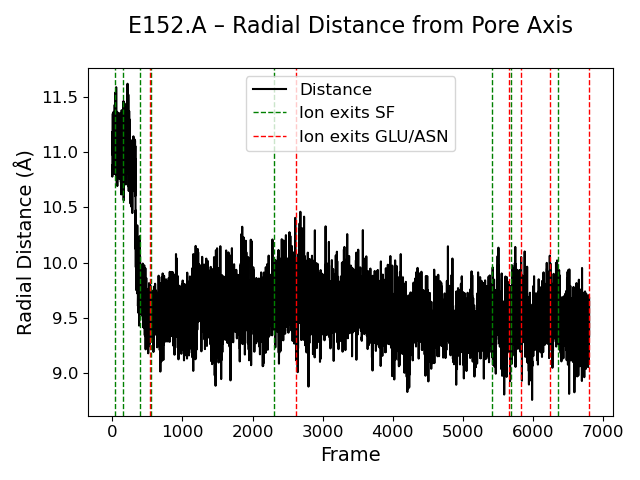 E152.A – Radial Distance from Pore Axis
Distance
Ion exits SF
Ion exits GLU/ASN
Radial Distance (Å)
11.5
11.0
10.5
10.0
9.5
9.0
0 1000 2000 3000 4000 5000 6000 7000
Frame